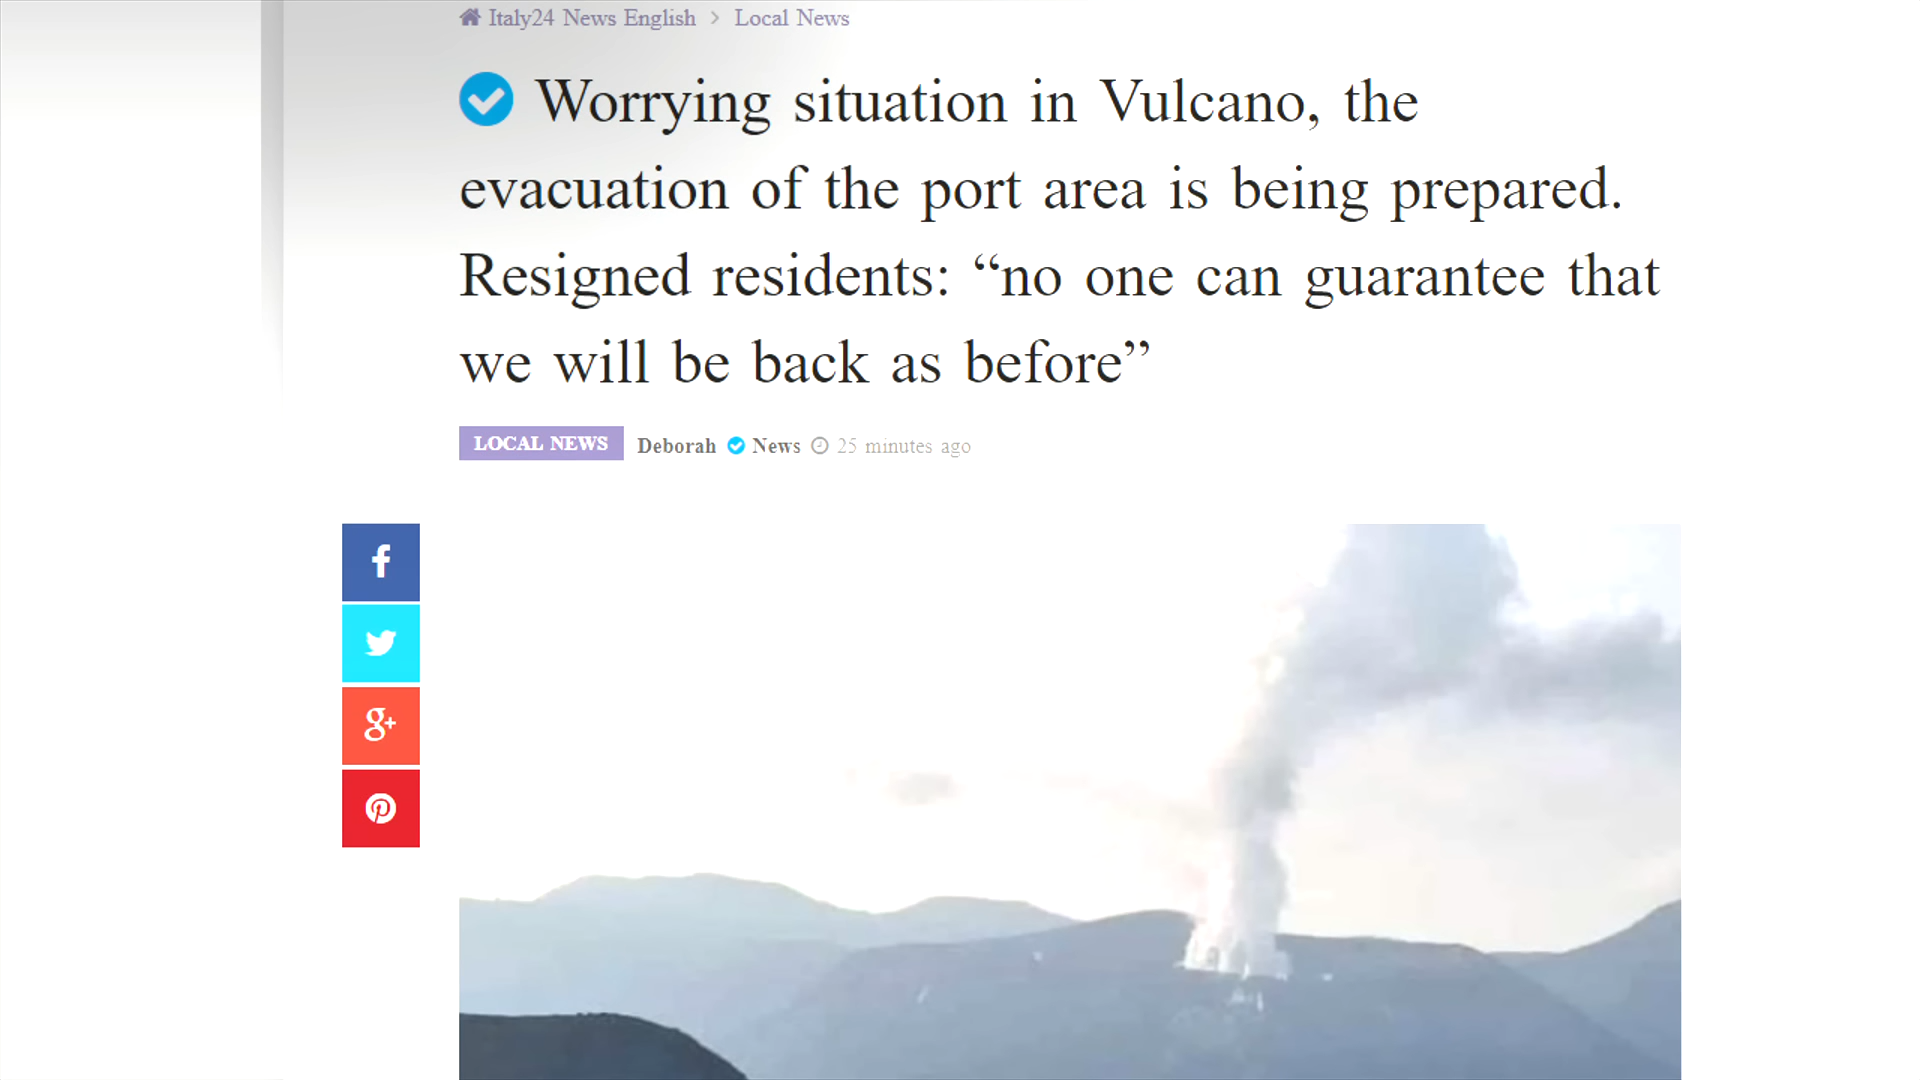 Italy24 News English > Local News
Worrying situation in Vulcano, the
evacuation of the port area is being prepared.
Resigned residents: “no one can guarantee that
we will be back as before”
LOCAL NEWS Deborah News 25 minutes ago
f
g+